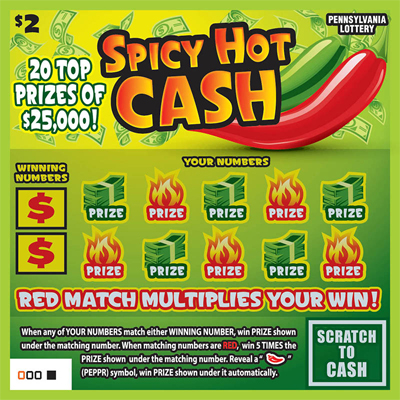 $2
SPICY HOT
CASH
PENNSYLVANIA
LOTTERY
20 TOP
PRIZES OF
$25,000!
WINNING
NUMBERS
YOUR NUMBERS
$
$
PRIZE PRIZE PRIZE PRIZE PRIZE
PRIZE PRIZE PRIZE PRIZE PRIZE
RED MATCH MULTIPLIES YOUR WIN!
When any of YOUR NUMBERS match either WINNING NUMBER, win PRIZE shown
under the matching number. When matching numbers are RED, win 5 TIMES the
PRIZE shown under the matching number. Reveal a " "
(PEPPR) symbol, win PRIZE shown under it automatically.
SCRATCH
TO
CASH